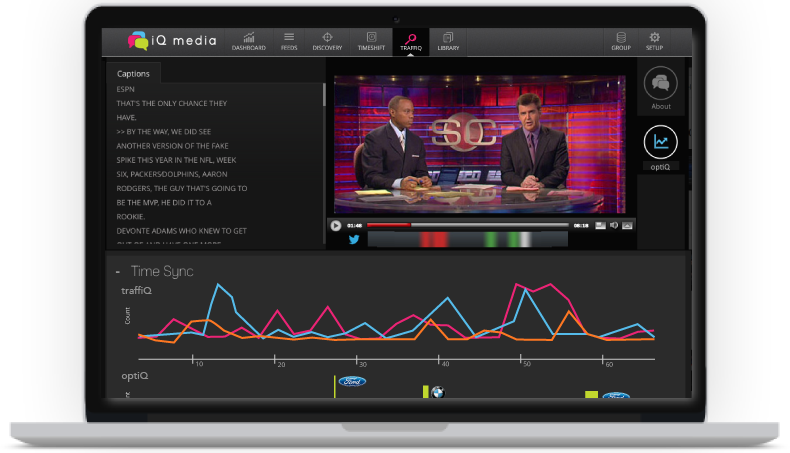 iQ media
DASHBOARD
FEEDS
DISCOVERY
TIMESHIFT
TRAFFIQ
LIBRARY
GROUP
SETUP
Captions
ESPN
THAT'S THE ONLY CHANCE THEY
HAVE.
>> BY THE WAY, WE DID SEE
ANOTHER VERSION OF THE FAKE
SPIKE THIS YEAR IN THE NFL, WEEK
SIX, PACKERS/DOLPHINS, AARON
RODGERS, THE GUY THAT'S GOING TO
BE THE MVP, HE DID IT TO A
ROOKIE.
DEVONTE ADAMS WHO KNEW TO GET
SC
About
optiQ
01:40
- Time Sync
traffiQ
Count
10 20 30 40 50 60
optiQ
Ford
Ford